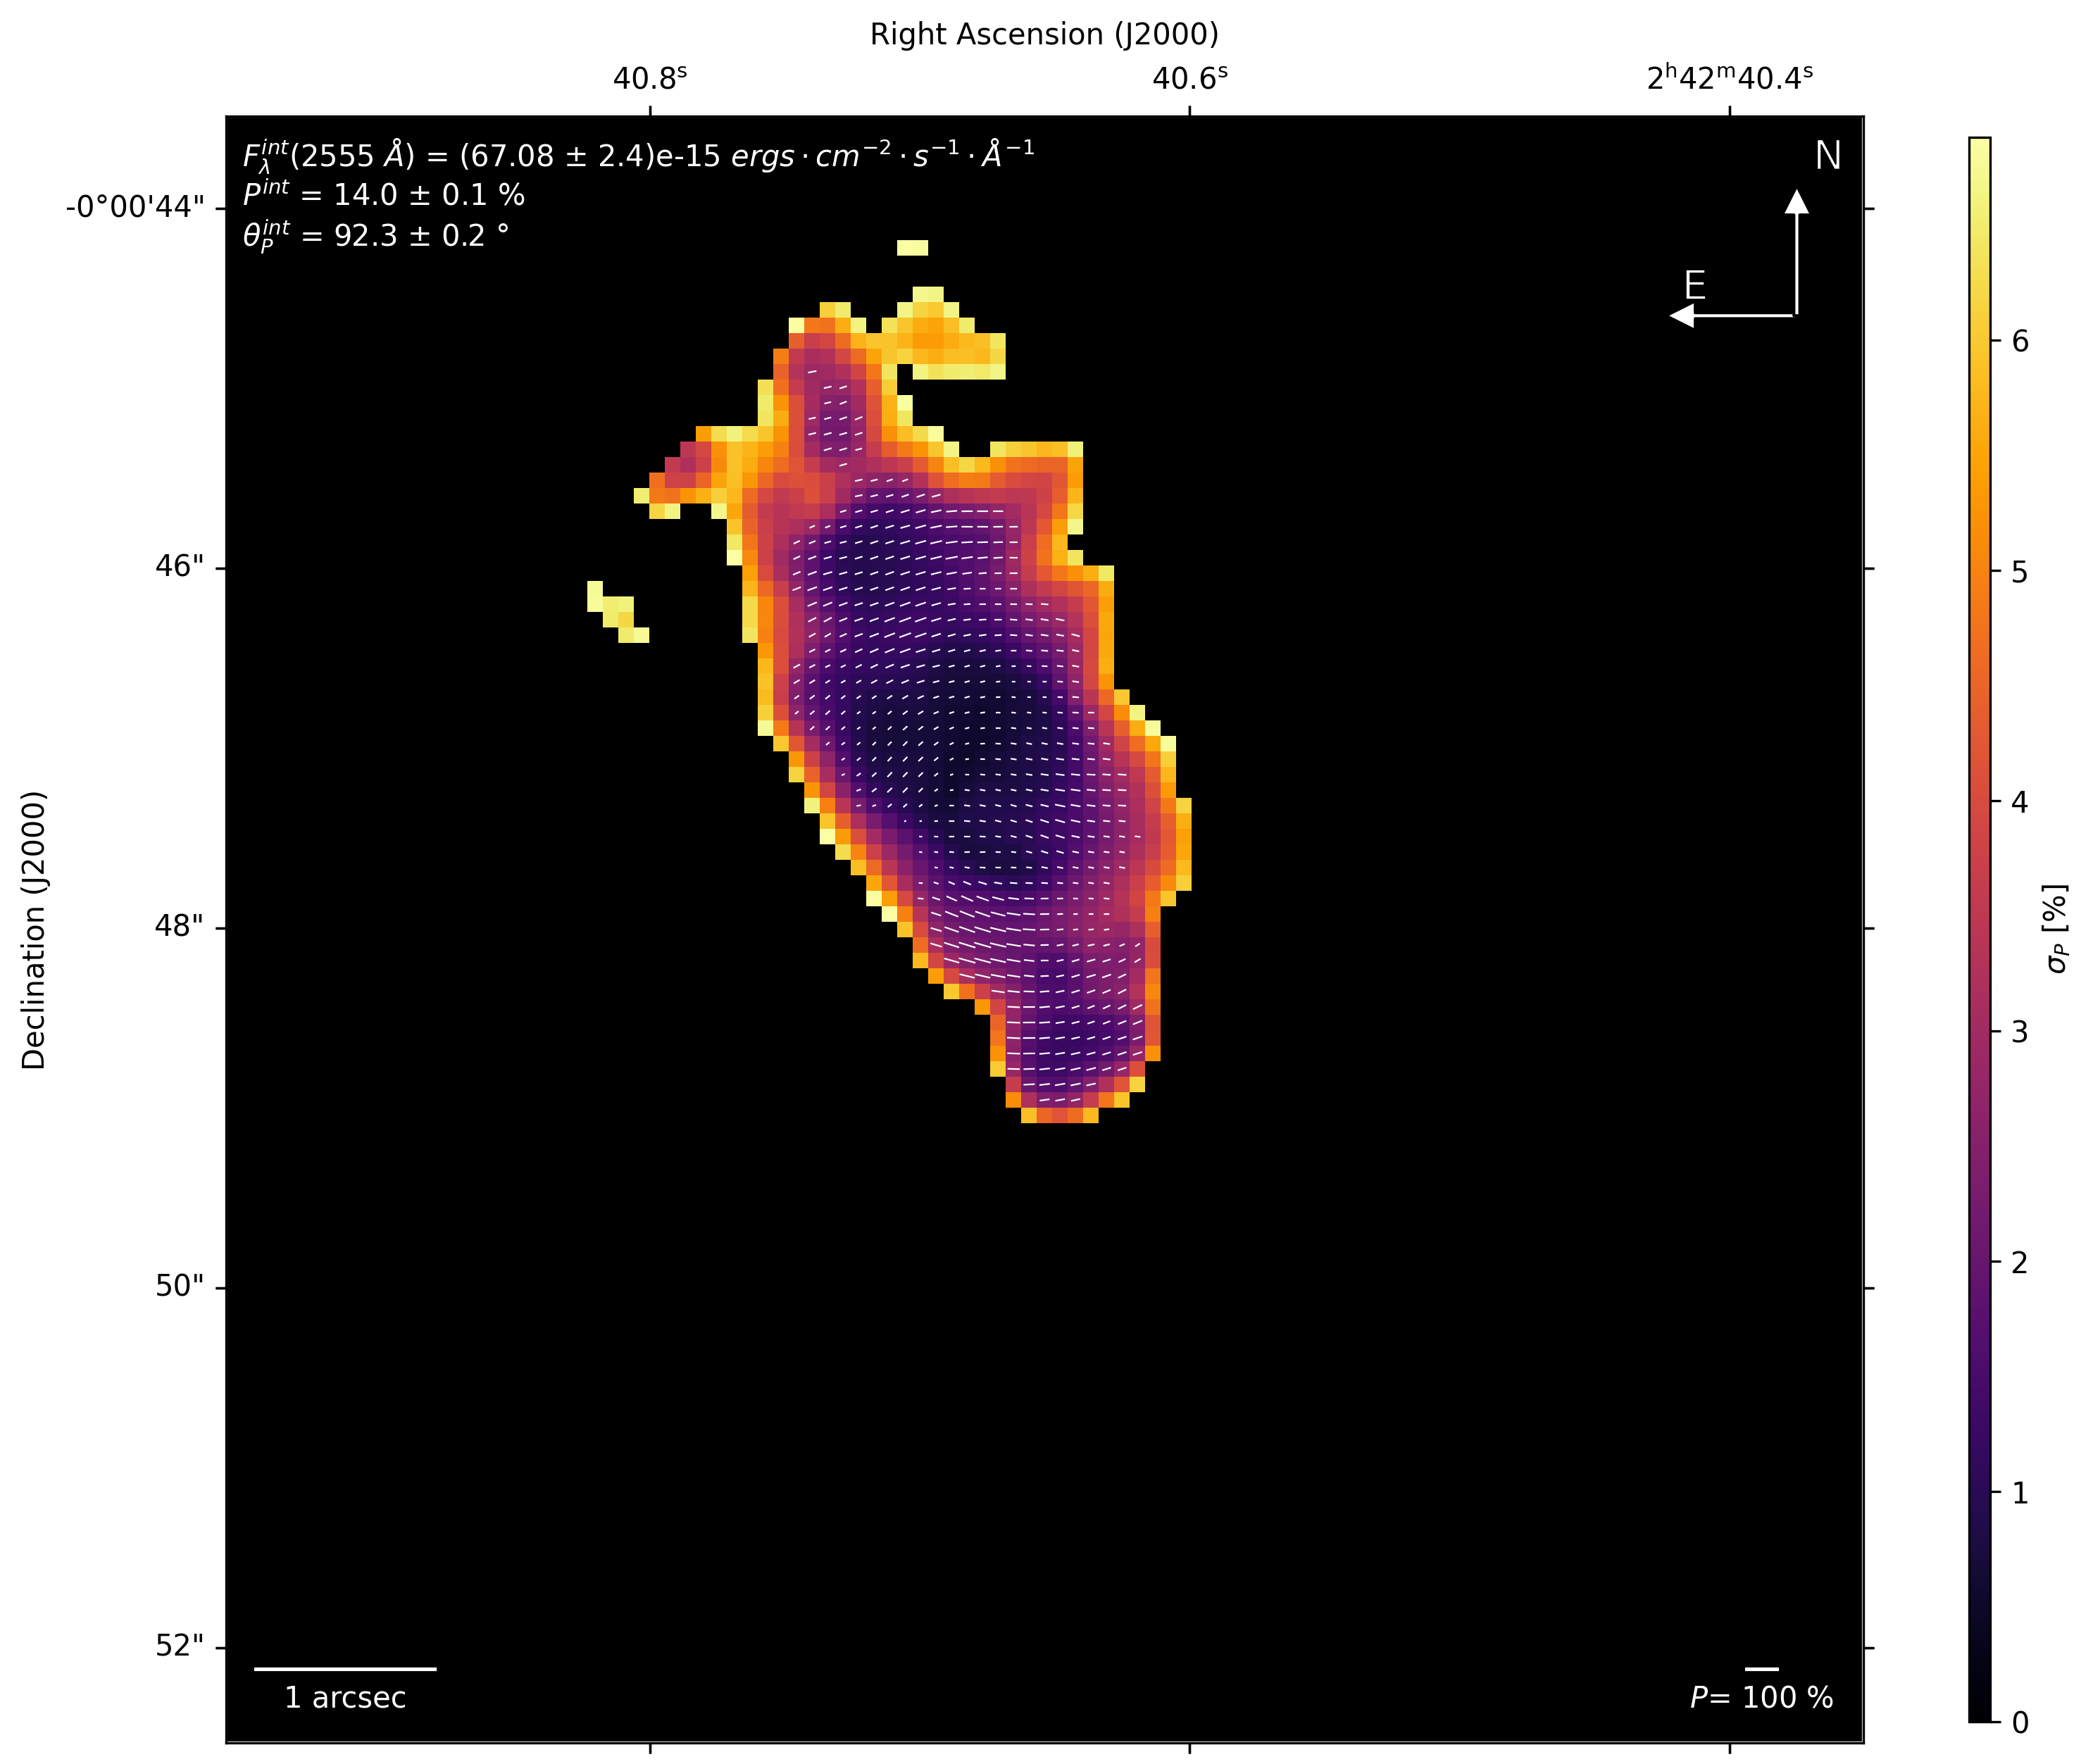 Right Ascension (J2000)
40.8ˢ 40.6ˢ 2ʰ42ᵐ40.4ˢ
F_λ^int(2555 Å) = (67.08 ± 2.4)e-15 ergs · cm⁻² · s⁻¹ · Å⁻¹
P^int = 14.0 ± 0.1 %
θ_P^int = 92.3 ± 0.2 °
N
E
-0°00'44"
46"
48"
50"
52"
Declination (J2000)
1 arcsec
P= 100 %
6
5
4
3
2
1
0
σ_P [%]